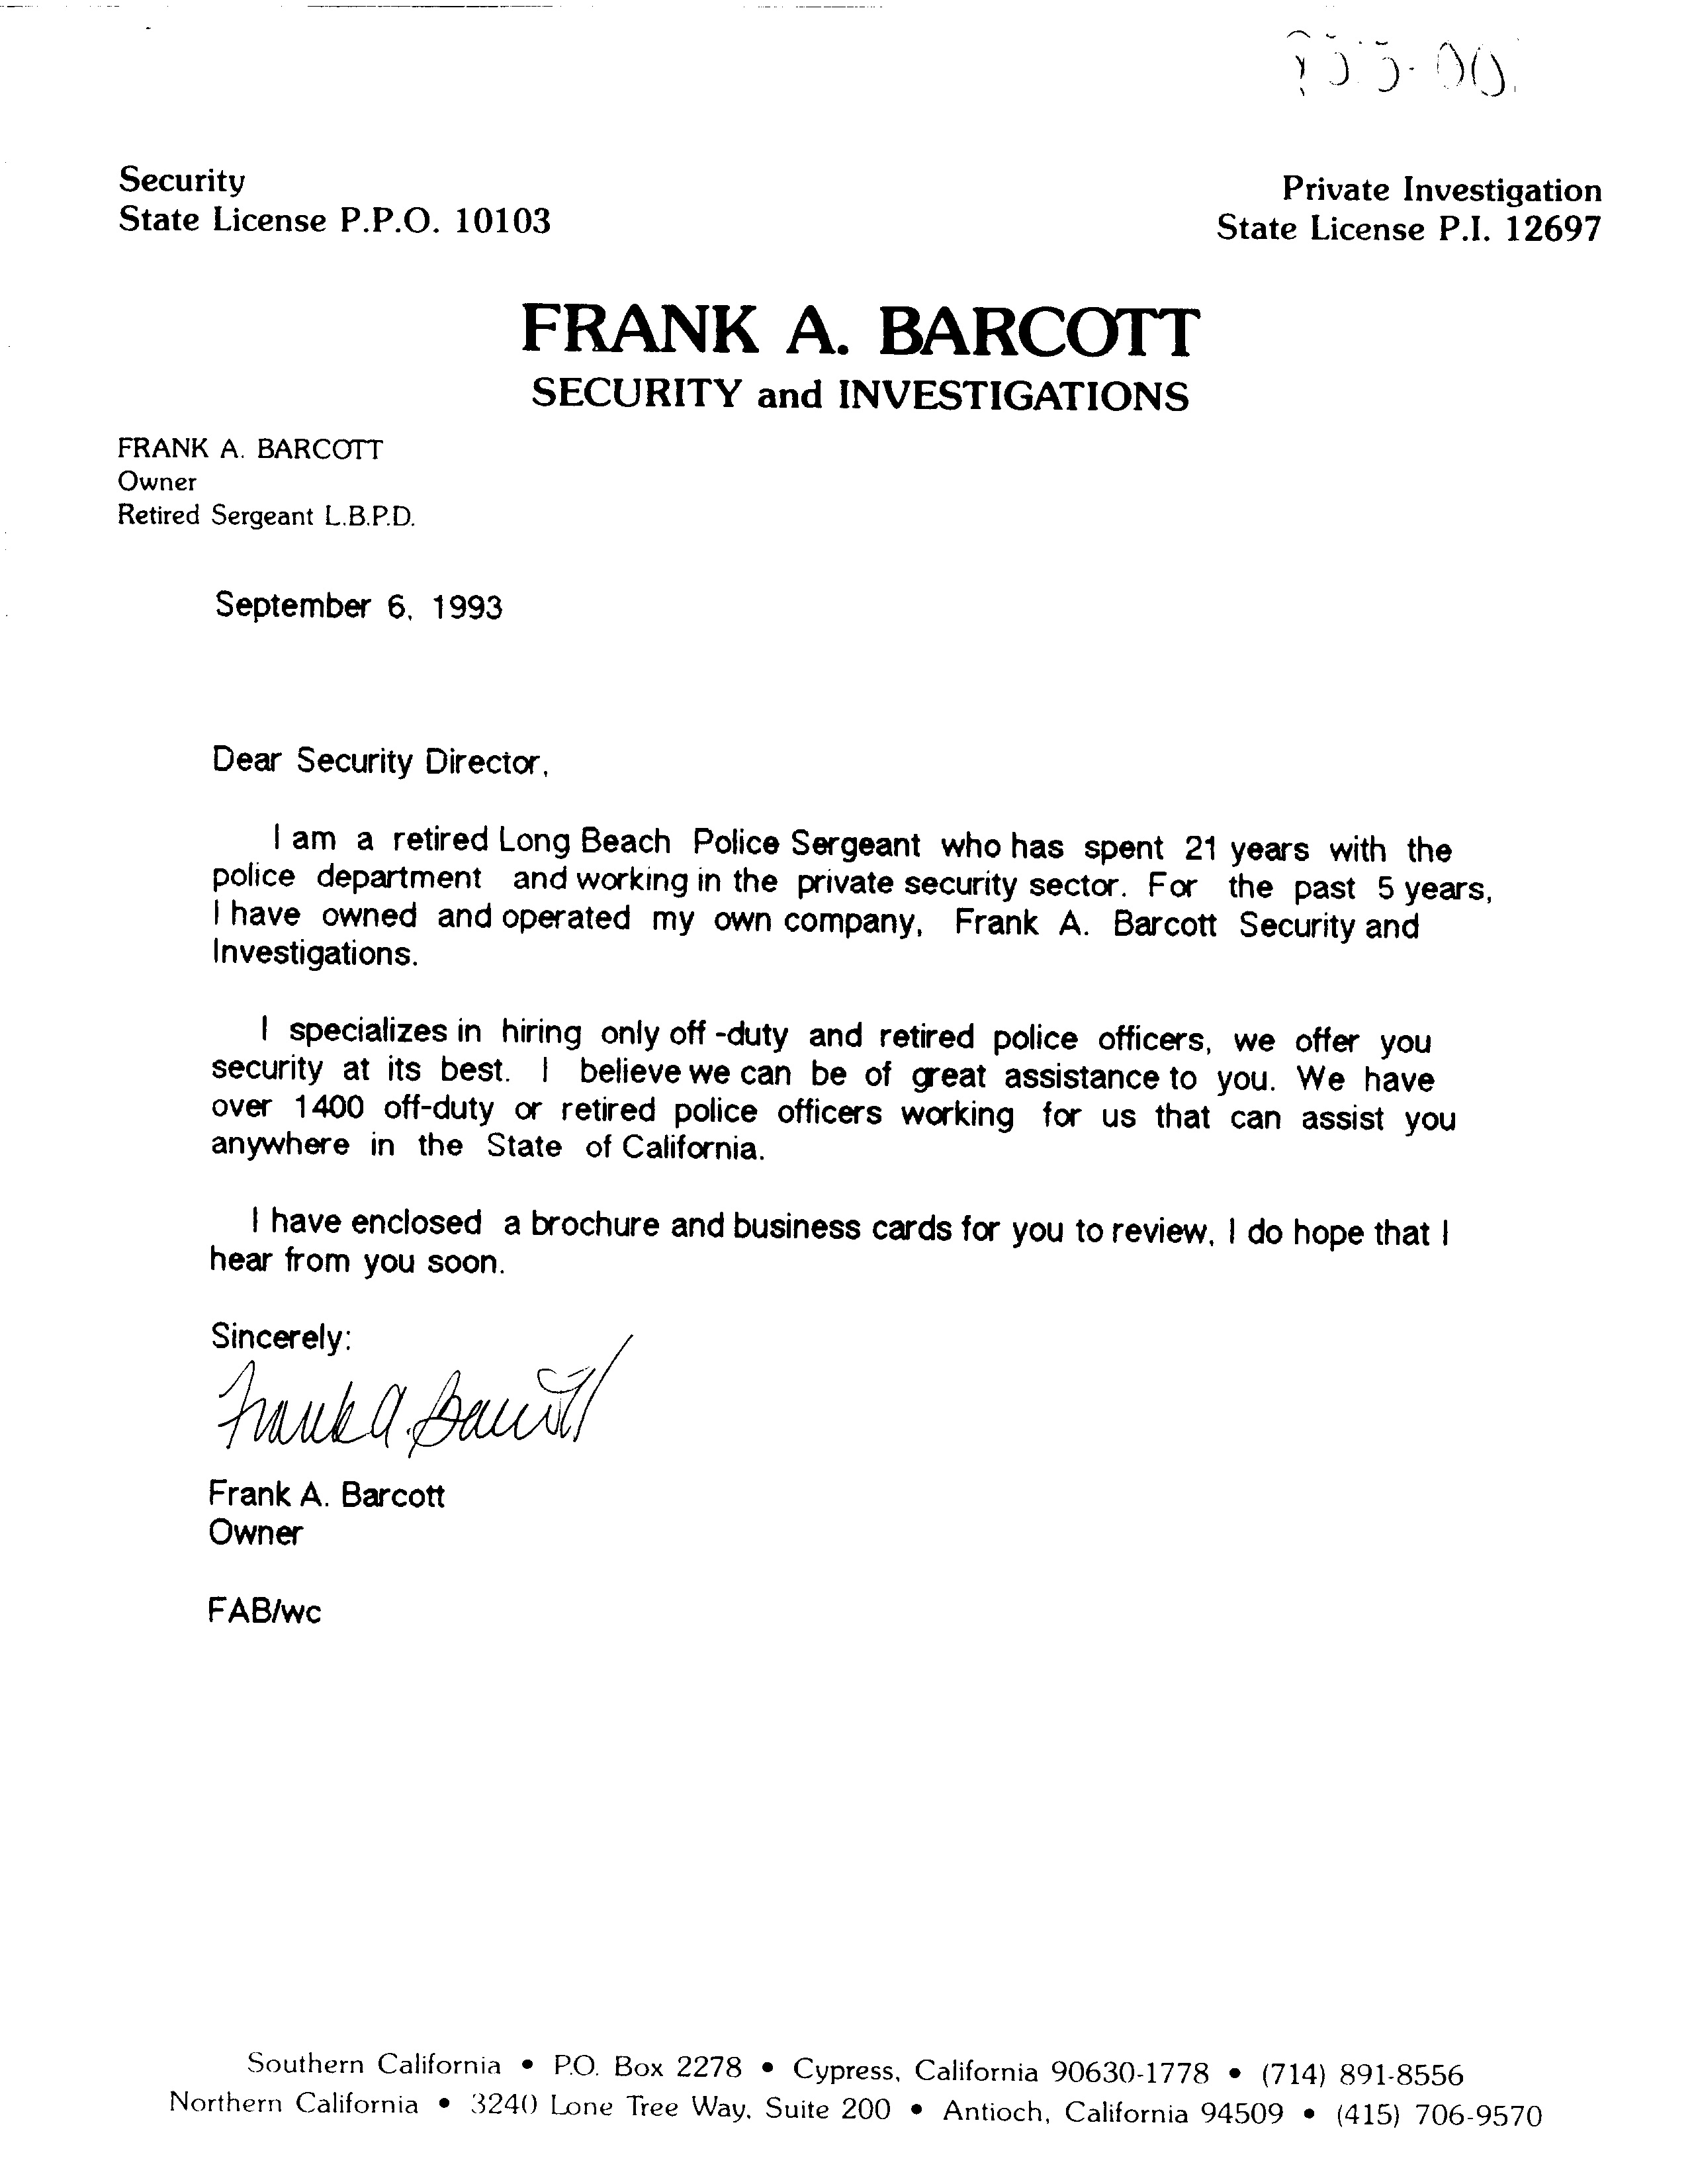 Security
State License P.P.O. 10103
Private Investigation
State License P.I. 12697
FRANK A. BARCOTT
SECURITY and INVESTIGATIONS
FRANK A. BARCOTT
Owner
Retired Sergeant L.B.P.D.
September 6, 1993
Dear Security Director,
I am a retired Long Beach Police Sergeant who has spent 21 years with the
police department and working in the private security sector. For the past 5 years,
I have owned and operated my own company, Frank A. Barcott Security and
Investigations.
I specializes in hiring only off-duty and retired police officers, we offer you
security at its best. I believe we can be of great assistance to you. We have
over 1400 off-duty or retired police officers working for us that can assist you
anywhere in the State of California.
I have enclosed a brochure and business cards for you to review, I do hope that I
hear from you soon.
Sincerely:
Frank A. Barcott
Frank A. Barcott
Owner
FAB/wc
Southern California • P.O. Box 2278 • Cypress, California 90630-1778 • (714) 891-8556
Northern California • 3240 Lone Tree Way, Suite 200 • Antioch, California 94509 • (415) 706-9570